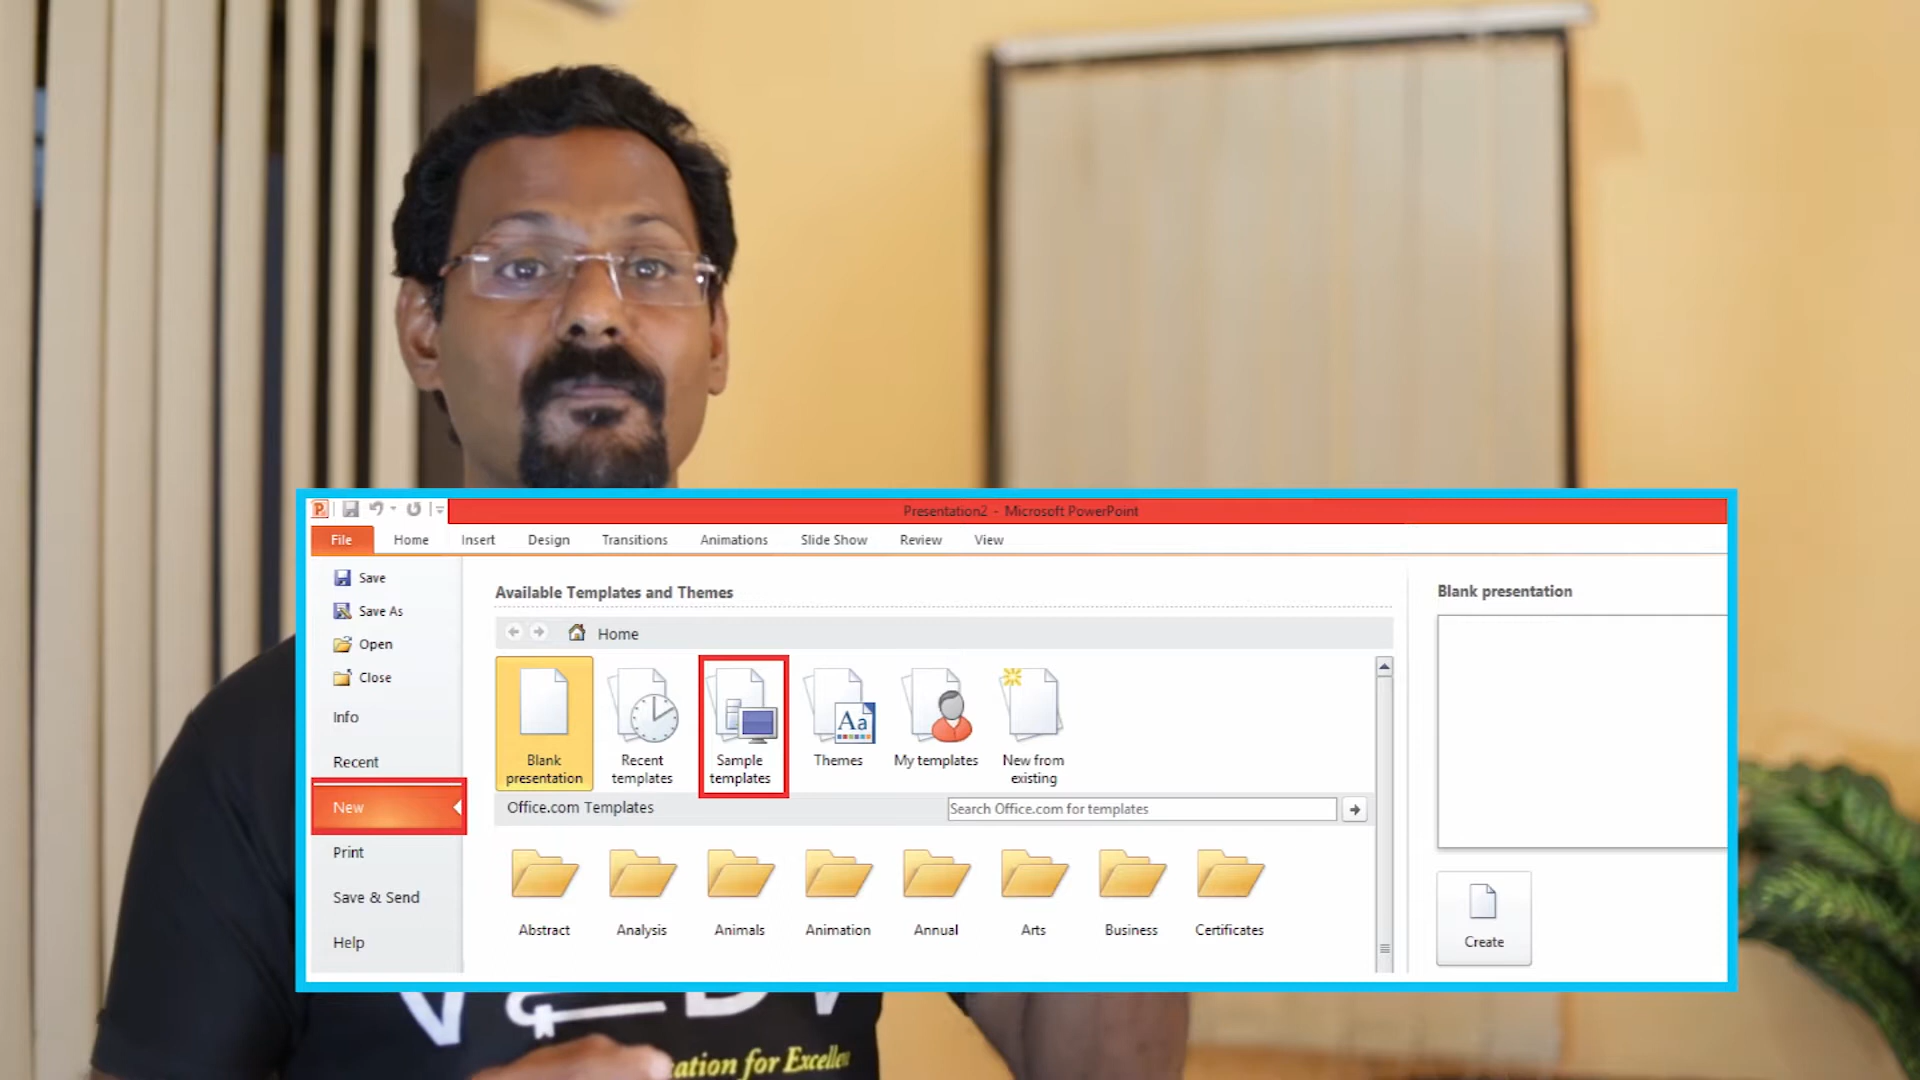 Presentation2 - Microsoft PowerPoint
File Home Insert Design Transitions Animations Slide Show Review View
Save
Save As
Open
Close
Info
Recent
New
Print
Save & Send
Help
Available Templates and Themes
Home
Blank presentation
Recent templates
Sample templates
Themes
My templates
New from existing
Office.com Templates
Search Office.com for templates
Abstract
Analysis
Animals
Animation
Annual
Arts
Business
Certificates
Blank presentation
Create
for